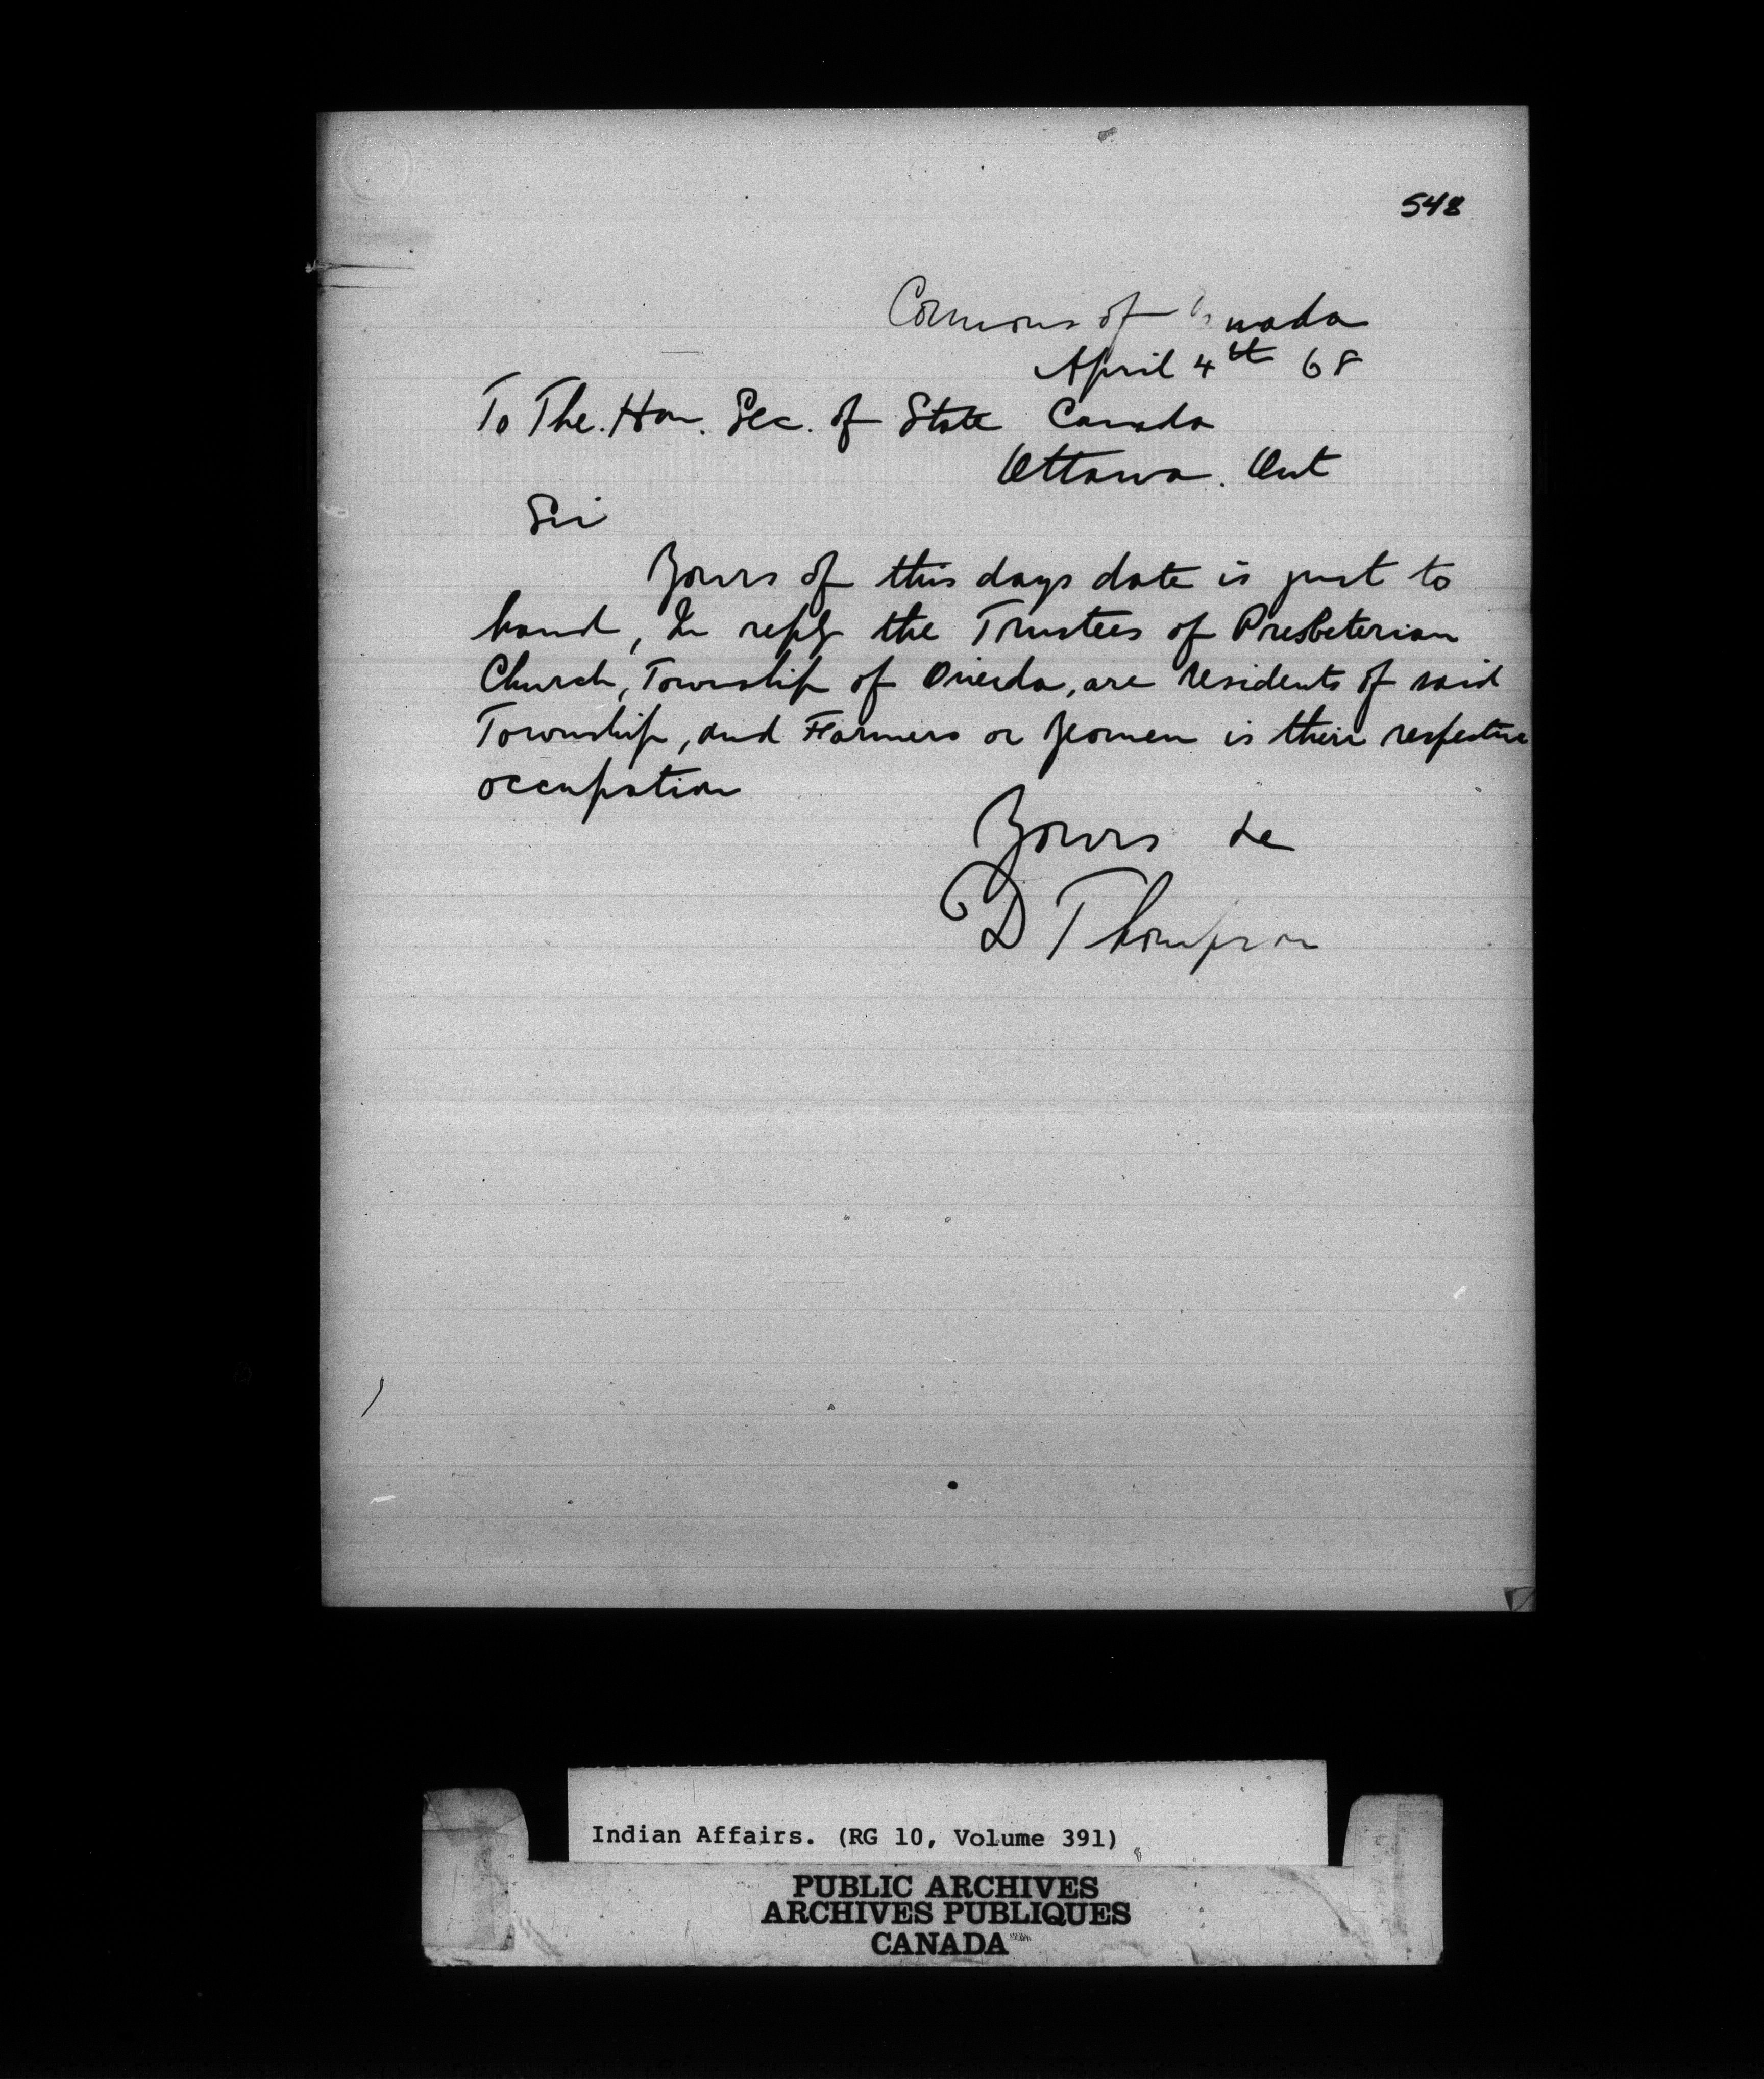 548
Commons of Canada
April 4th 68
To The. Hon. Sec. of State Canada
Ottawa. Ont
Sir
Yours of this days date is just to
hand, In reply the Trustees of Presbeterian
Church, Township of Oneida, are residents of said
Township, and Farmers or Yeomen is their respective
occupation
Yours &c
D Thompson
Indian Affairs. (RG 10, Volume 391)
PUBLIC ARCHIVES
ARCHIVES PUBLIQUES
CANADA